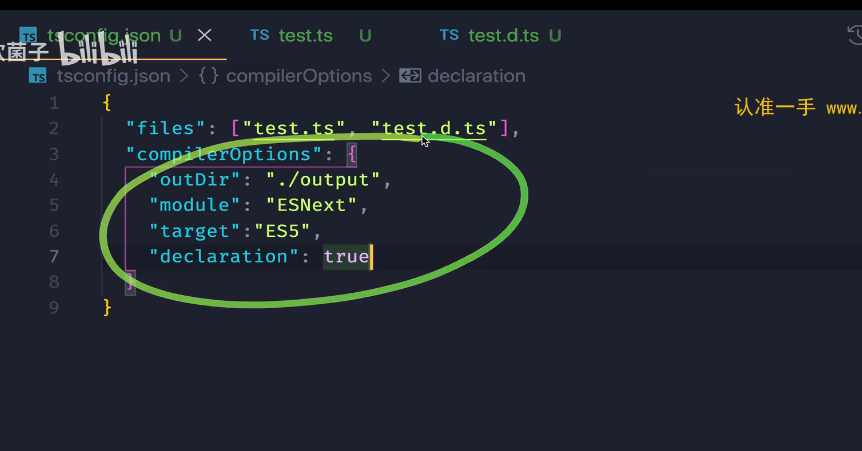 TS tsconfig.json U × TS test.ts U TS test.d.ts U
软菌子 bilibili
TS tsconfig.json > {} compilerOptions > declaration
认准一手 www.
1 {
2 "files": ["test.ts", "test.d.ts"],
3 "compilerOptions": {
4 "outDir": "./output",
5 "module": "ESNext",
6 "target":"ES5",
7 "declaration": true
8 }
9 }